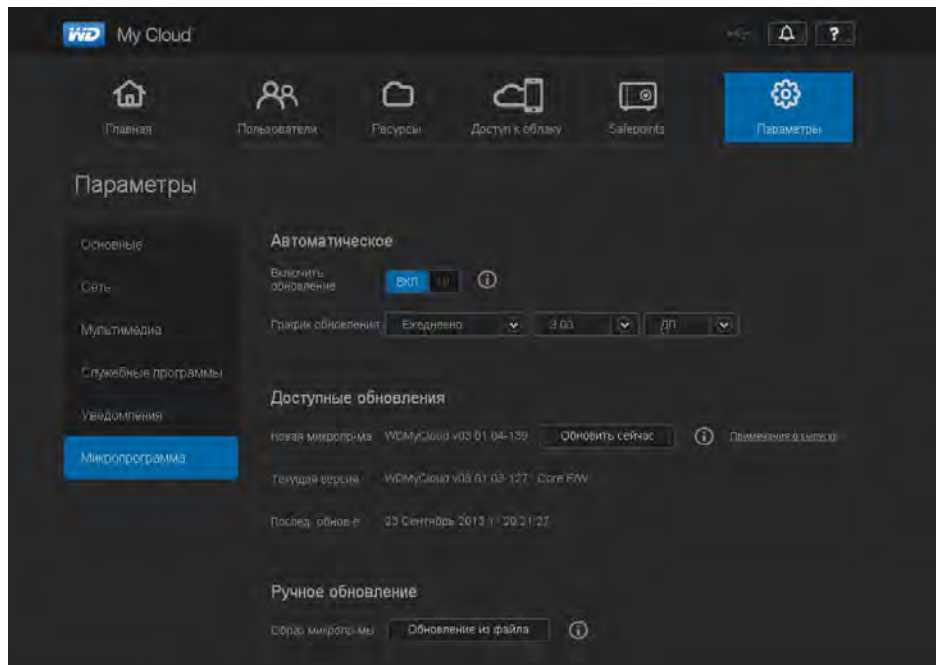 WD My Cloud
?
Главная
Пользователи
Ресурсы
Доступ к облаку
Safepoints
Параметры
Параметры
Основные
Сеть
Мультимедиа
Служебные программы
Уведомления
Микропрограмма
Автоматическое
Включить
обновление
ВКЛ
График обновления Ежедневно ДП
Доступные обновления
Новая микропр-ма WDMyCloud v03.01.04-139 Обновить сейчас Примечания о выпуске
Текущая версия WDMyCloud v03.01.03-127 : Core F/W
Послед. обнов-е 23 Сентябрь 2013 г. 20:21:27
Ручное обновление
Образ микропр-мы Обновление из файла